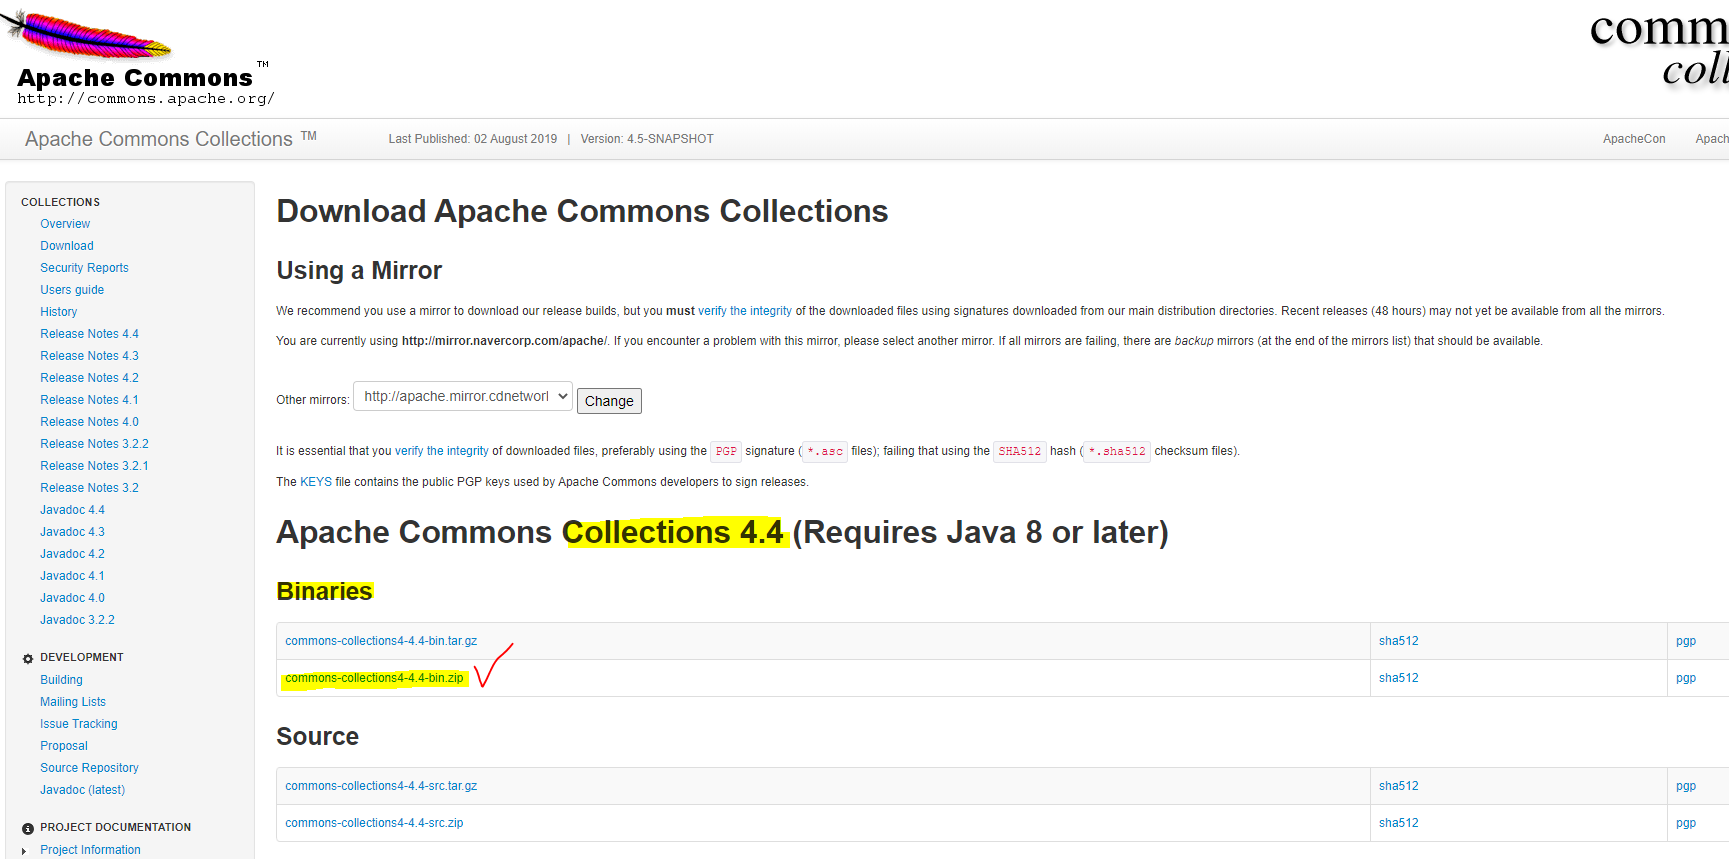 comm
coll
Apache Commons™
http://commons.apache.org/
Apache Commons Collections ™
Last Published: 02 August 2019 | Version: 4.5-SNAPSHOT
ApacheCon
Apach
COLLECTIONS
Overview
Download
Security Reports
Users guide
History
Release Notes 4.4
Release Notes 4.3
Release Notes 4.2
Release Notes 4.1
Release Notes 4.0
Release Notes 3.2.2
Release Notes 3.2.1
Release Notes 3.2
Javadoc 4.4
Javadoc 4.3
Javadoc 4.2
Javadoc 4.1
Javadoc 4.0
Javadoc 3.2.2
DEVELOPMENT
Building
Mailing Lists
Issue Tracking
Proposal
Source Repository
Javadoc (latest)
PROJECT DOCUMENTATION
Project Information
Download Apache Commons Collections
Using a Mirror
We recommend you use a mirror to download our release builds, but you must verify the integrity of the downloaded files using signatures downloaded from our main distribution directories. Recent releases (48 hours) may not yet be available from all the mirrors.
You are currently using http://mirror.navercorp.com/apache/. If you encounter a problem with this mirror, please select another mirror. If all mirrors are failing, there are backup mirrors (at the end of the mirrors list) that should be available.
Other mirrors: http://apache.mirror.cdnetworl Change
It is essential that you verify the integrity of downloaded files, preferably using the PGP signature (*.asc files); failing that using the SHA512 hash (*.sha512 checksum files).
The KEYS file contains the public PGP keys used by Apache Commons developers to sign releases.
Apache Commons Collections 4.4 (Requires Java 8 or later)
Binaries
commons-collections4-4.4-bin.tar.gz sha512 pgp
commons-collections4-4.4-bin.zip sha512 pgp
Source
commons-collections4-4.4-src.tar.gz sha512 pgp
commons-collections4-4.4-src.zip sha512 pgp